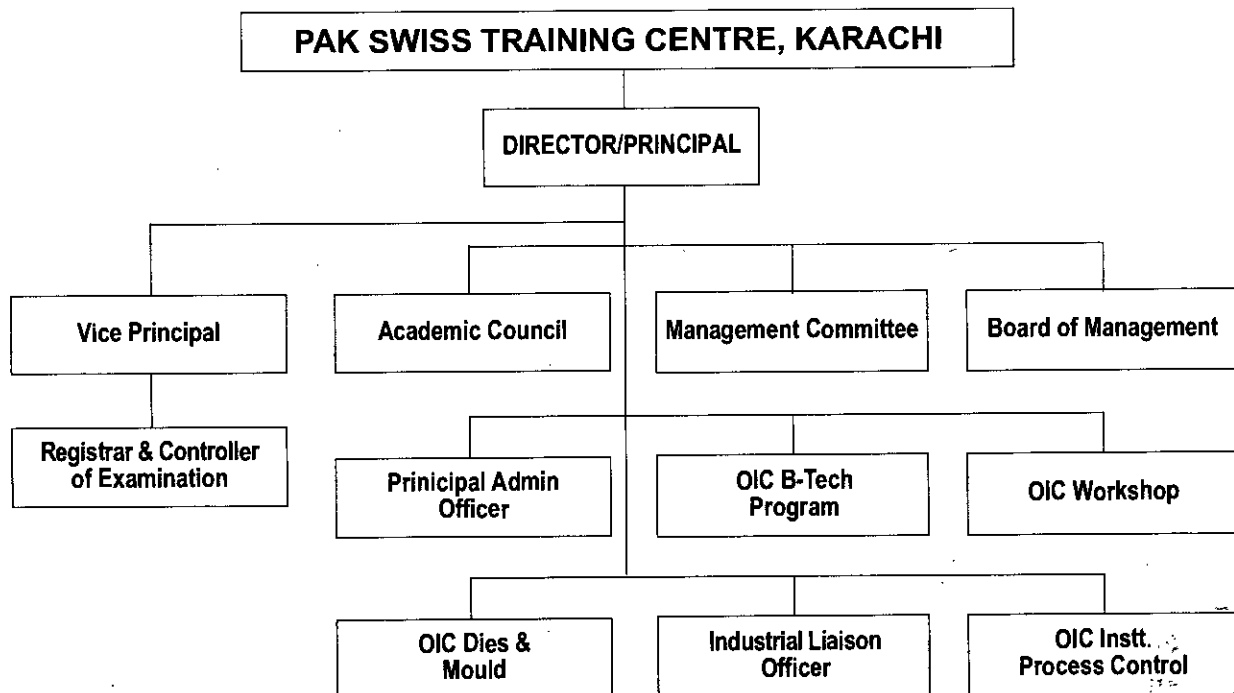 PAK SWISS TRAINING CENTRE, KARACHI
DIRECTOR/PRINCIPAL
Vice Principal
Academic Council
Management Committee
Board of Management
Registrar & Controller
of Examination
Prinicipal Admin
Officer
OIC B-Tech
Program
OIC Workshop
OIC Dies &
Mould
Industrial Liaison
Officer
OIC Instt.
Process Control